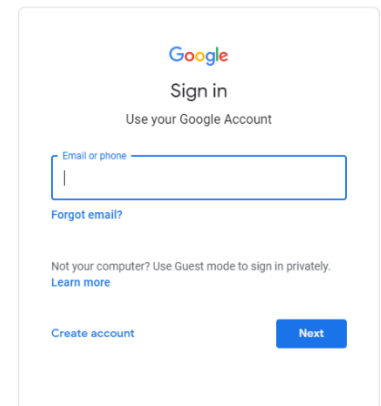 Google
Sign in
Use your Google Account
Email or phone
Forgot email?
Not your computer? Use Guest mode to sign in privately.
Learn more
Create account
Next